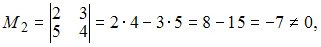 M₂ = |2 3; 5 4| = 2·4 − 3·5 = 8 − 15 = −7 ≠ 0,